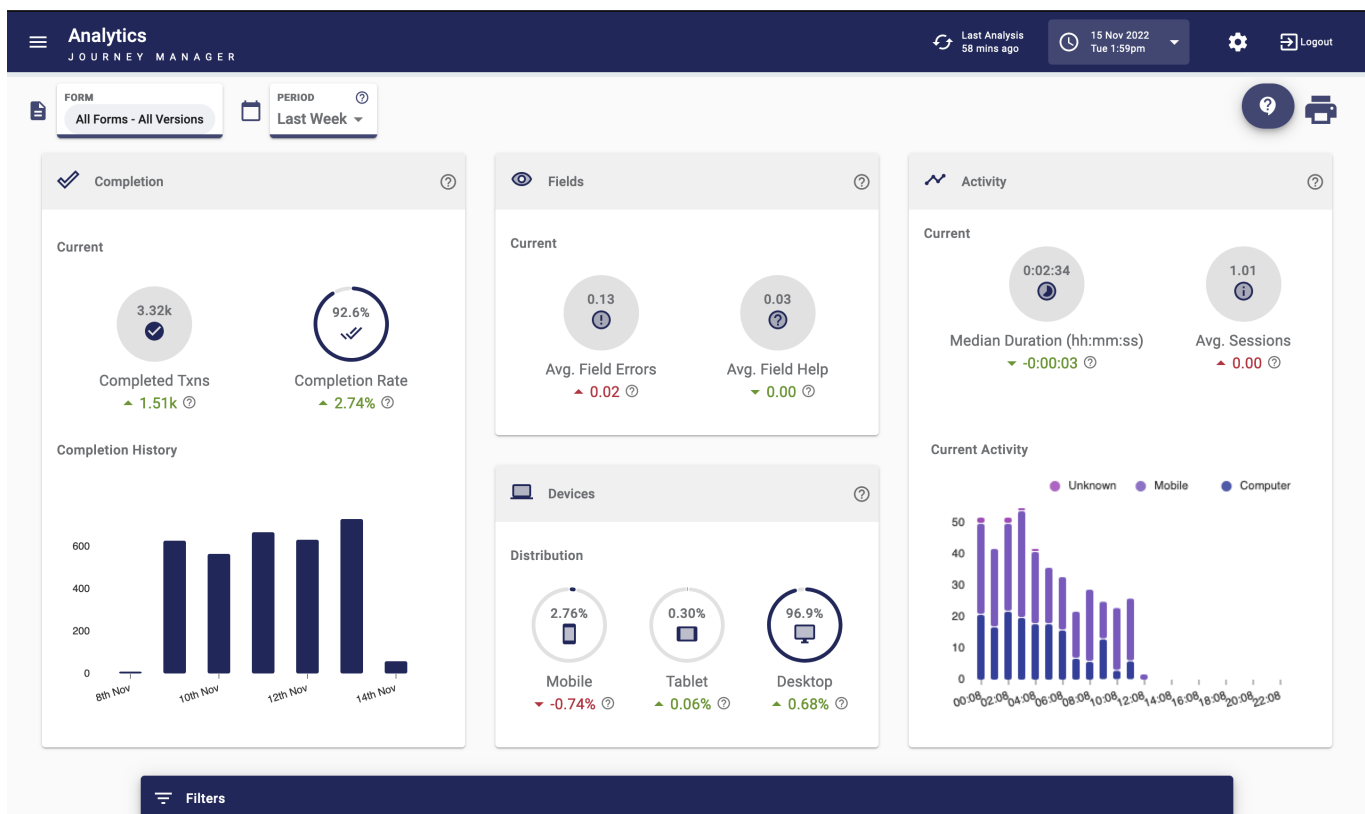 Analytics
JOURNEY MANAGER
Last Analysis
58 mins ago
15 Nov 2022
Tue 1:59pm
Logout
FORM
All Forms - All Versions
PERIOD
Last Week
Completion
Current
3.32k
92.6%
Completed Txns
Completion Rate
1.51k
2.74%
Completion History
600
400
200
0
8th Nov
10th Nov
12th Nov
14th Nov
Fields
Current
0.13
0.03
Avg. Field Errors
Avg. Field Help
0.02
0.00
Devices
Distribution
2.76%
0.30%
96.9%
Mobile
Tablet
Desktop
-0.74%
0.06%
0.68%
Activity
Current
0:02:34
1.01
Median Duration (hh:mm:ss)
Avg. Sessions
-0:00:03
0.00
Current Activity
Unknown
Mobile
Computer
50
40
30
20
10
0
00:08
02:08
04:08
06:08
08:08
10:08
12:08
14:08
16:08
18:08
20:08
22:08
Filters